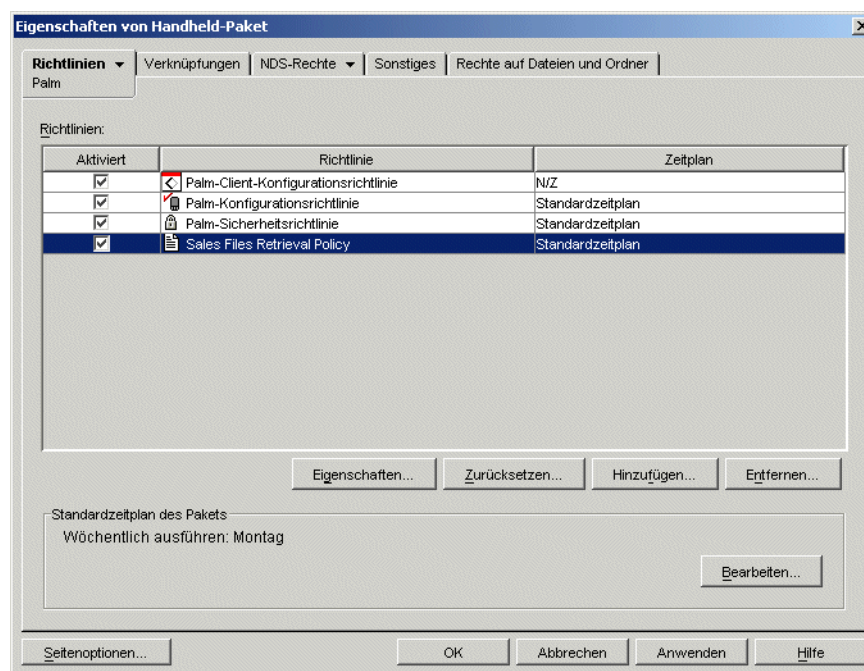 Eigenschaften von Handheld-Paket
Richtlinien Verknüpfungen NDS-Rechte Sonstiges Rechte auf Dateien und Ordner
Palm
Richtlinien:
Aktiviert Richtlinie Zeitplan
Palm-Client-Konfigurationsrichtlinie N/Z
Palm-Konfigurationsrichtlinie Standardzeitplan
Palm-Sicherheitsrichtlinie Standardzeitplan
Sales Files Retrieval Policy Standardzeitplan
Eigenschaften... Zurücksetzen... Hinzufügen... Entfernen...
Standardzeitplan des Pakets
Wöchentlich ausführen: Montag
Bearbeiten...
Seitenoptionen... OK Abbrechen Anwenden Hilfe